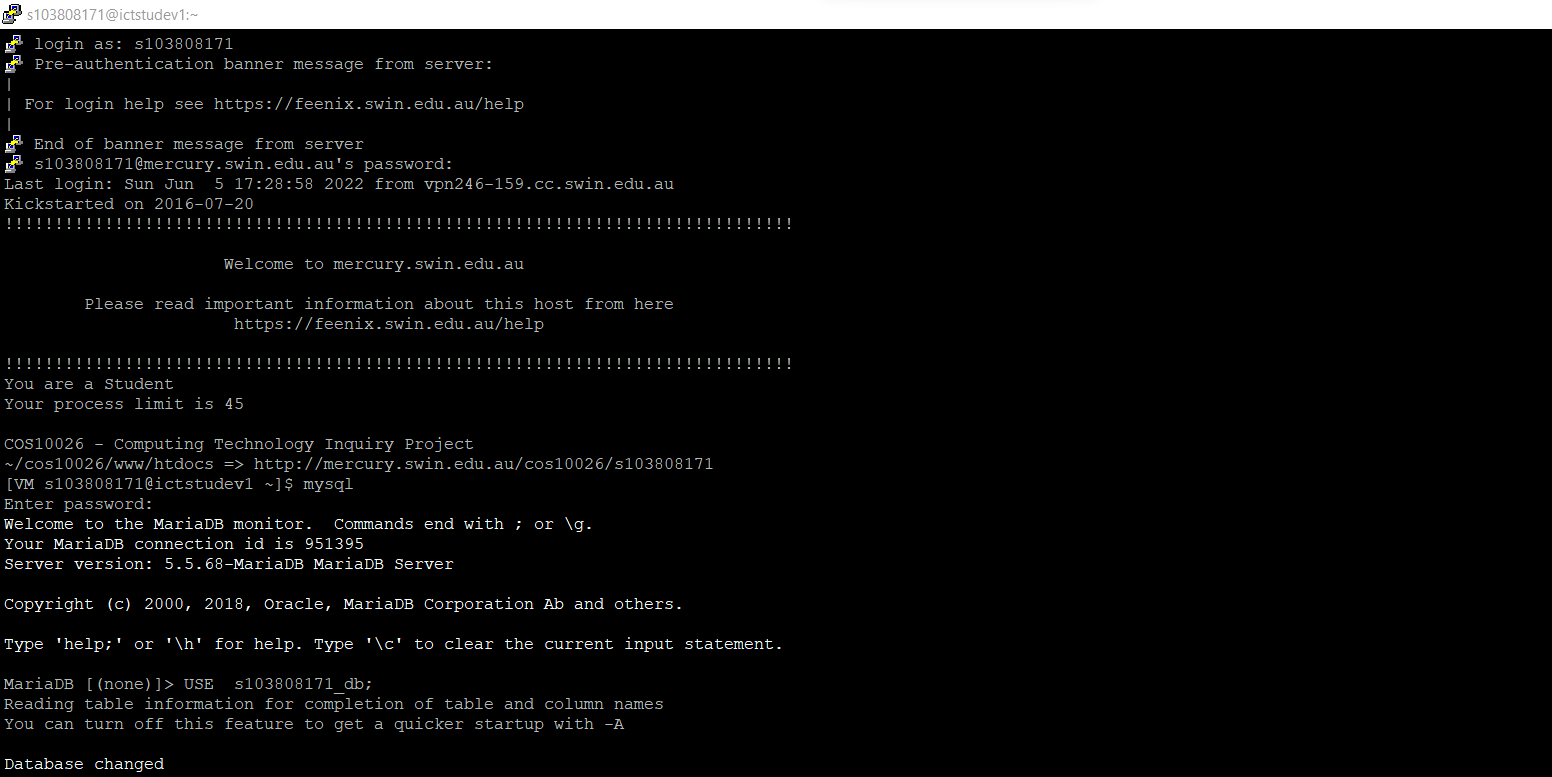 s103808171@ictstudev1:~
login as: s103808171
Pre-authentication banner message from server:
|
| For login help see https://feenix.swin.edu.au/help
|
End of banner message from server
s103808171@mercury.swin.edu.au's password:
Last login: Sun Jun  5 17:28:58 2022 from vpn246-159.cc.swin.edu.au
Kickstarted on 2016-07-20
!!!!!!!!!!!!!!!!!!!!!!!!!!!!!!!!!!!!!!!!!!!!!!!!!!!!!!!!!!!!!!!!!!!!!!!!!!!!!!!
Welcome to mercury.swin.edu.au
Please read important information about this host from here
https://feenix.swin.edu.au/help
!!!!!!!!!!!!!!!!!!!!!!!!!!!!!!!!!!!!!!!!!!!!!!!!!!!!!!!!!!!!!!!!!!!!!!!!!!!!!!!
You are a Student
Your process limit is 45
COS10026 - Computing Technology Inquiry Project
~/cos10026/www/htdocs => http://mercury.swin.edu.au/cos10026/s103808171
[VM s103808171@ictstudev1 ~]$ mysql
Enter password:
Welcome to the MariaDB monitor.  Commands end with ; or \g.
Your MariaDB connection id is 951395
Server version: 5.5.68-MariaDB MariaDB Server
Copyright (c) 2000, 2018, Oracle, MariaDB Corporation Ab and others.
Type 'help;' or '\h' for help. Type '\c' to clear the current input statement.
MariaDB [(none)]> USE  s103808171_db;
Reading table information for completion of table and column names
You can turn off this feature to get a quicker startup with -A
Database changed